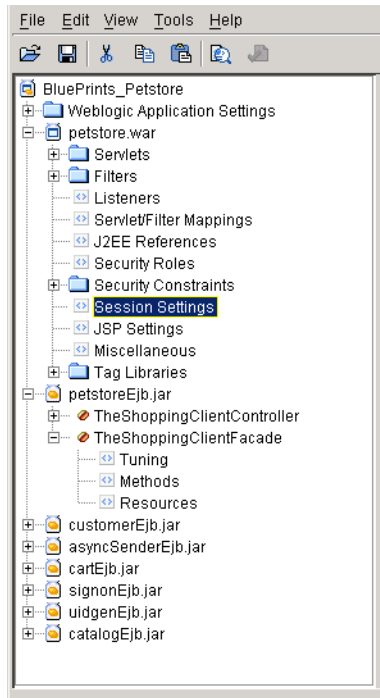 File Edit View Tools Help
BluePrints_Petstore
Weblogic Application Settings
petstore.war
Servlets
Filters
Listeners
Servlet/Filter Mappings
J2EE References
Security Roles
Security Constraints
Session Settings
JSP Settings
Miscellaneous
Tag Libraries
petstoreEjb.jar
TheShoppingClientController
TheShoppingClientFacade
Tuning
Methods
Resources
customerEjb.jar
asyncSenderEjb.jar
cartEjb.jar
signonEjb.jar
uidgenEjb.jar
catalogEjb.jar